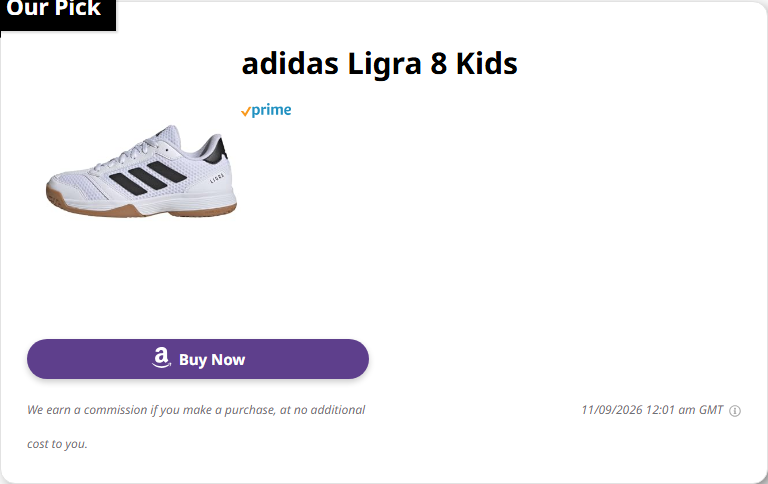 Our Pick
adidas Ligra 8 Kids
prime
LIGRA
Buy Now
We earn a commission if you make a purchase, at no additional
cost to you.
11/09/2026 12:01 am GMT